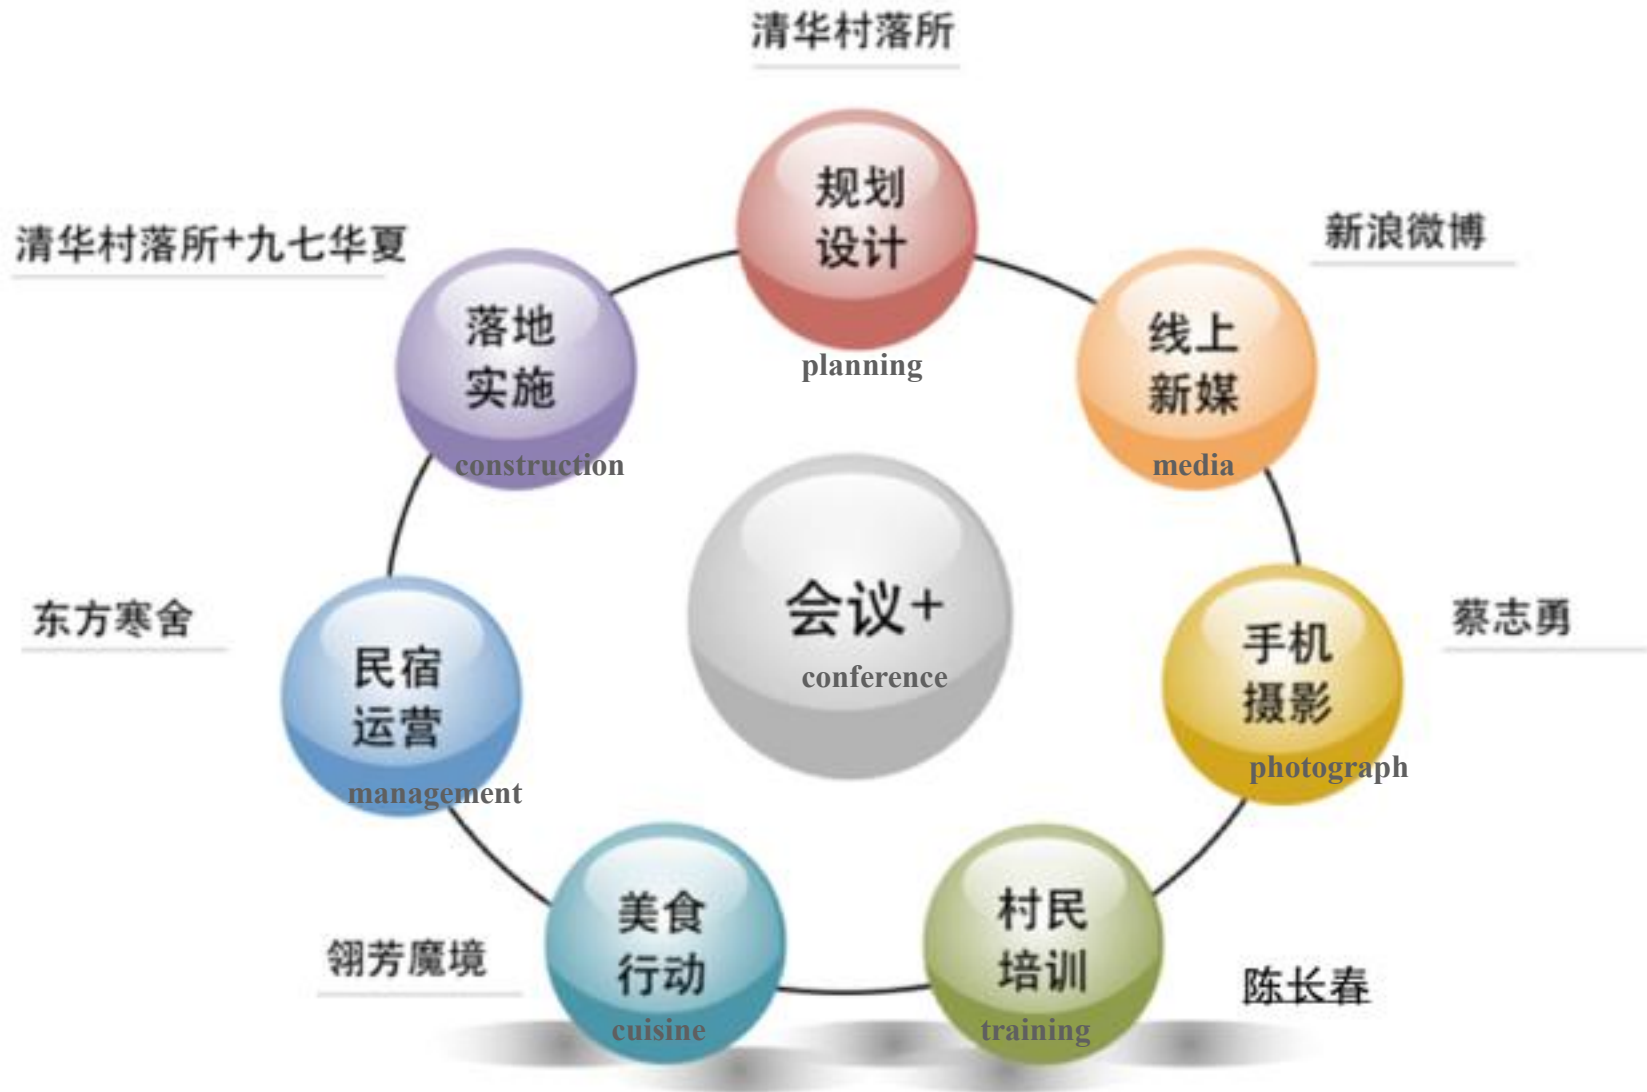 清华村落所
规划
设计
planning
新浪微博
线上
新媒
media
蔡志勇
手机
摄影
photograph
陈长春
村民
培训
training
翎芳魔境
美食
行动
cuisine
东方寒舍
民宿
运营
management
清华村落所+九七华夏
落地
实施
construction
会议+
conference